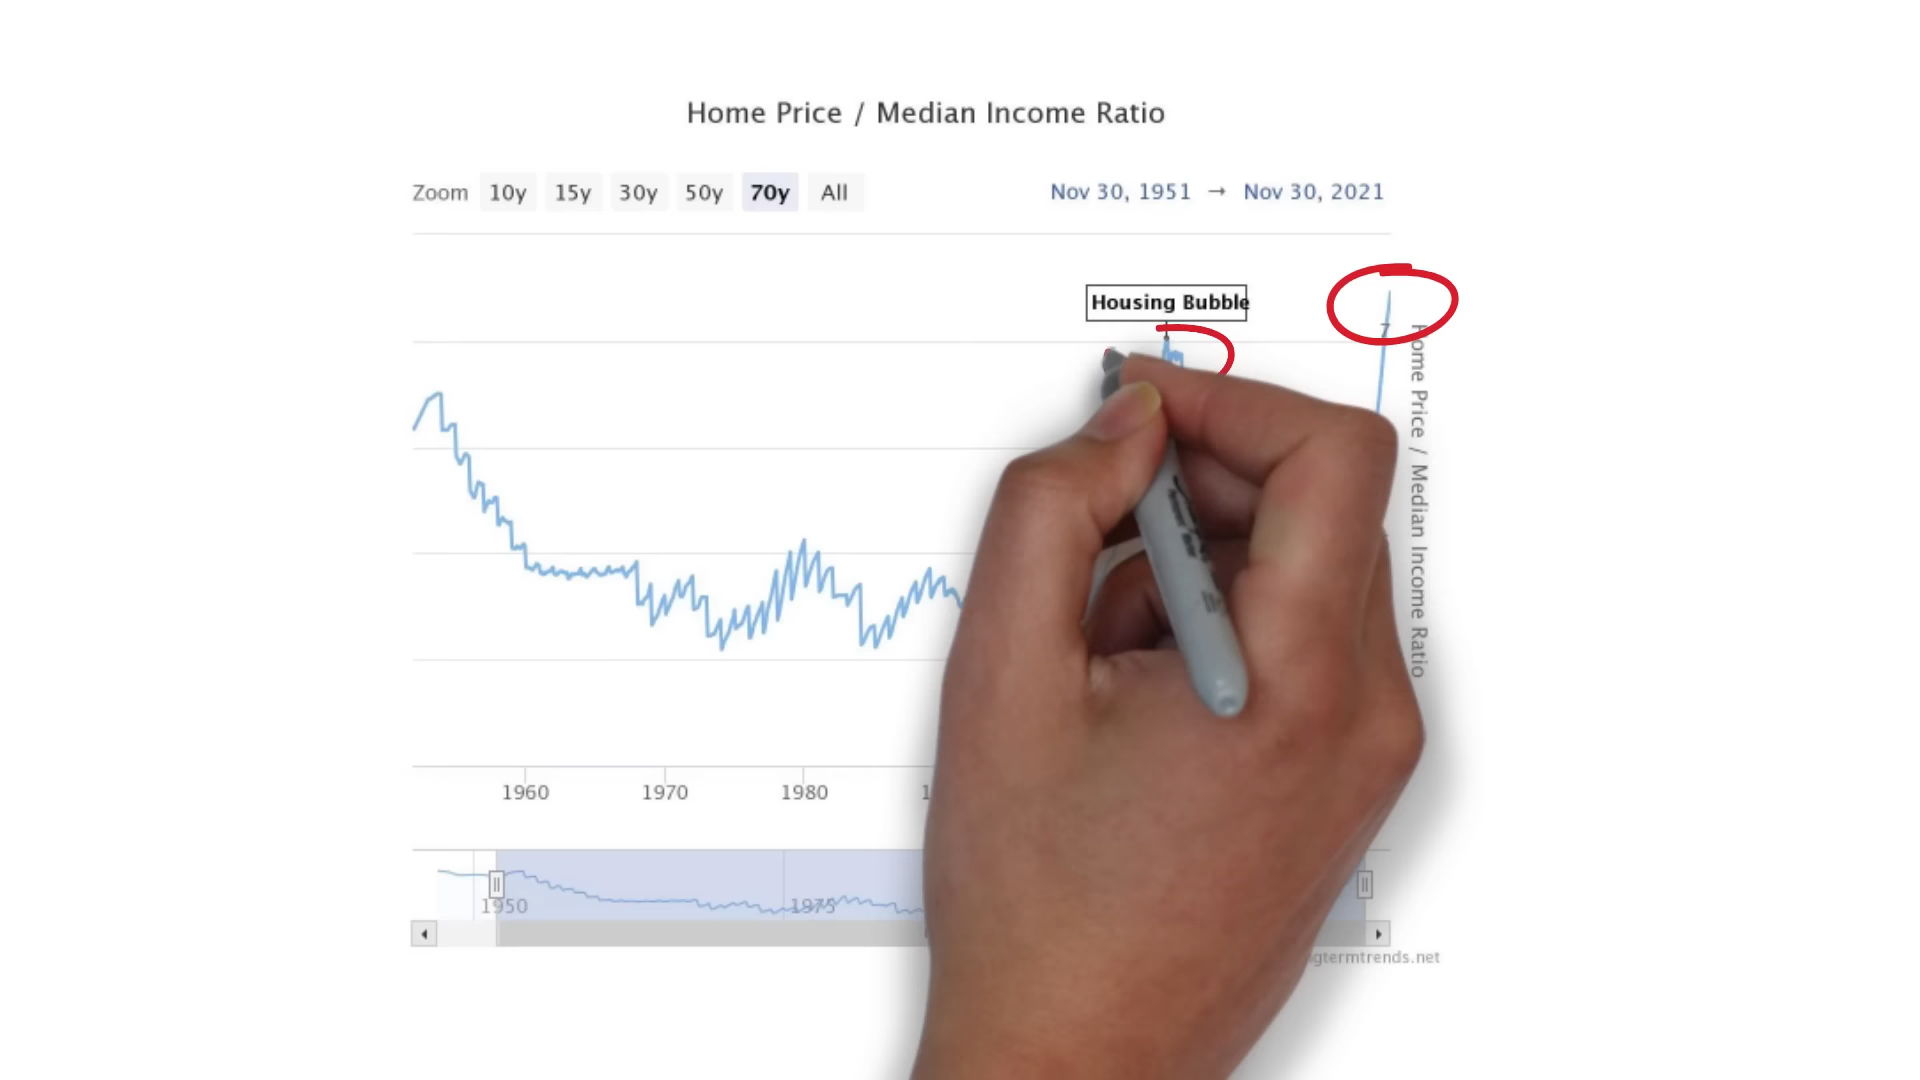 Home Price / Median Income Ratio
Zoom 10y 15y 30y 50y 70y All
Nov 30, 1951 → Nov 30, 2021
Housing Bubble
7
Home Price / Median Income Ratio
1960 1970 1980
1950 1975
gtermtrends.net